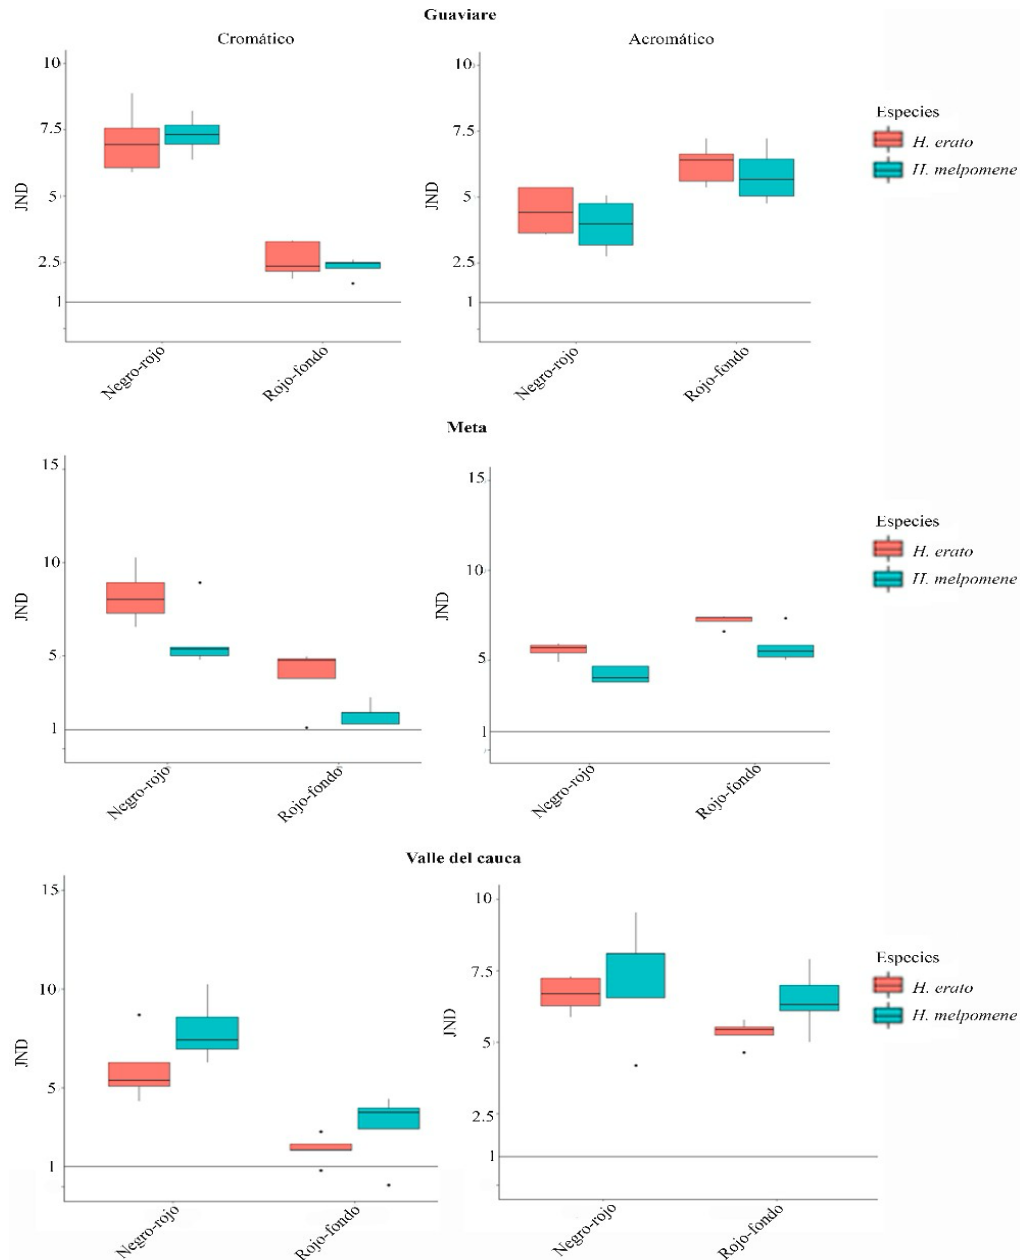 Guaviare
Cromático
Acromático
10
7.5
5
2.5
1
JND
Negro-rojo
Rojo-fondo
10
7.5
5
2.5
1
JND
Negro-rojo
Rojo-fondo
Especies
H. erato
H. melpomene
Meta
15
10
5
1
JND
Negro-rojo
Rojo-fondo
15
10
5
1
JND
Negro-rojo
Rojo-fondo
Especies
H. erato
H. melpomene
Valle del cauca
15
10
5
1
JND
Negro-rojo
Rojo-fondo
10
7.5
5
2.5
1
JND
Negro-rojo
Rojo-fondo
Especies
H. erato
H. melpomene